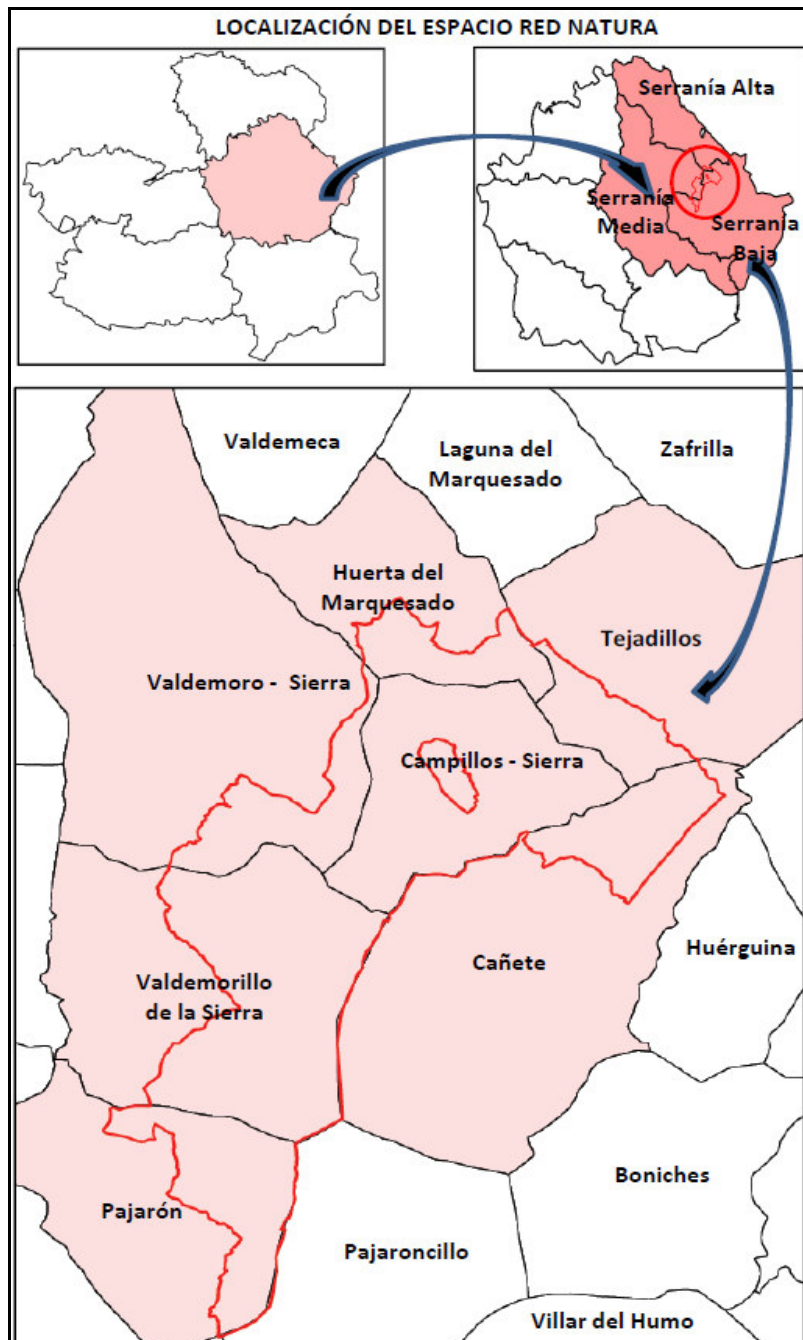 LOCALIZACIÓN DEL ESPACIO RED NATURA
Serranía Alta
Serranía
Media
Serranía
Baja
Valdemeca
Laguna del
Marquesado
Zafrilla
Huerta del
Marquesado
Tejadillos
Valdemoro - Sierra
Campillos - Sierra
Cañete
Huérguina
Valdemorillo
de la Sierra
Boniches
Pajarón
Pajaroncillo
Villar del Humo